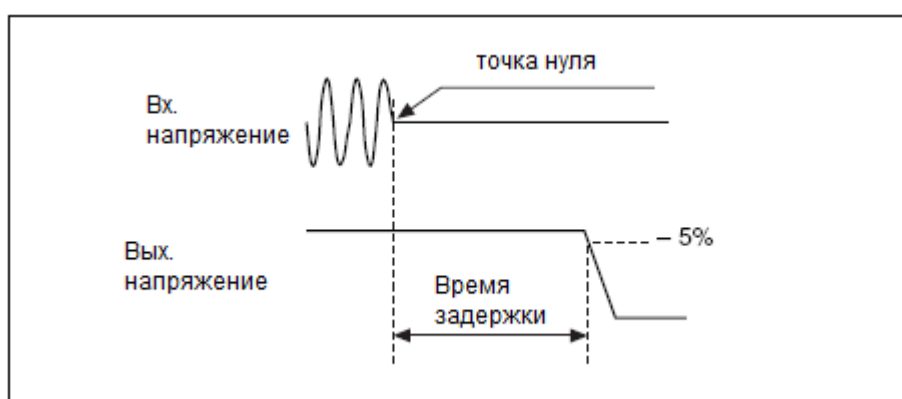 точка нуля
Вх.
напряжение
Вых.
напряжение
– 5%
Время
задержки